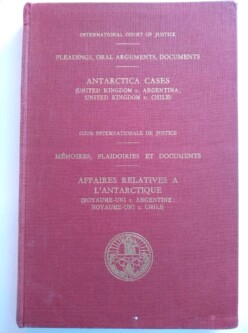 INTERNATIONAL COURT OF JUSTICE
PLEADINGS, ORAL ARGUMENTS, DOCUMENTS
ANTARCTICA CASES
(UNITED KINGDOM v. ARGENTINA;
UNITED KINGDOM v. CHILE)
COUR INTERNATIONALE DE JUSTICE
MÉMOIRES, PLAIDOIRIES ET DOCUMENTS
AFFAIRES RELATIVES A
L'ANTARCTIQUE
(ROYAUME-UNI c. ARGENTINE;
ROYAUME-UNI c. CHILI)